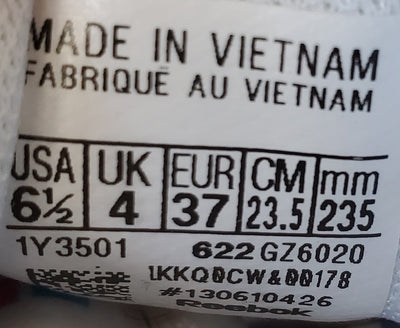 MADE IN VIETNAM
FABRIQUÉ AU VIETNAM
USA UK EUR CM mm
6½ 4 37 23.5 235
1Y3501 622 GZ6020
1KKQ0CW&00178
#130610426
Reebok